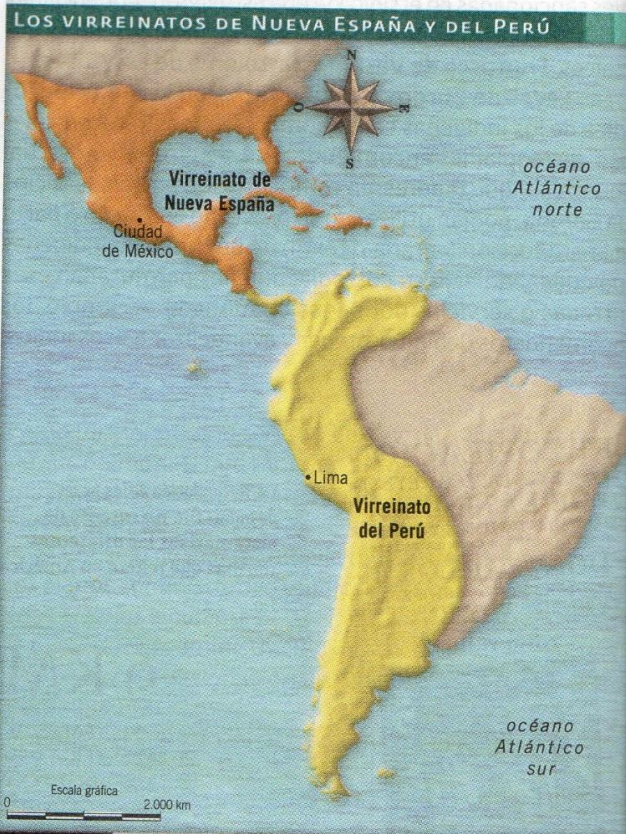 LOS VIRREINATOS DE NUEVA ESPAÑA Y DEL PERÚ
N
O
E
S
océano
Atlántico
norte
Virreinato de
Nueva España
Ciudad
de México
Lima
Virreinato
del Perú
océano
Atlántico
sur
Escala gráfica
0
2.000 km